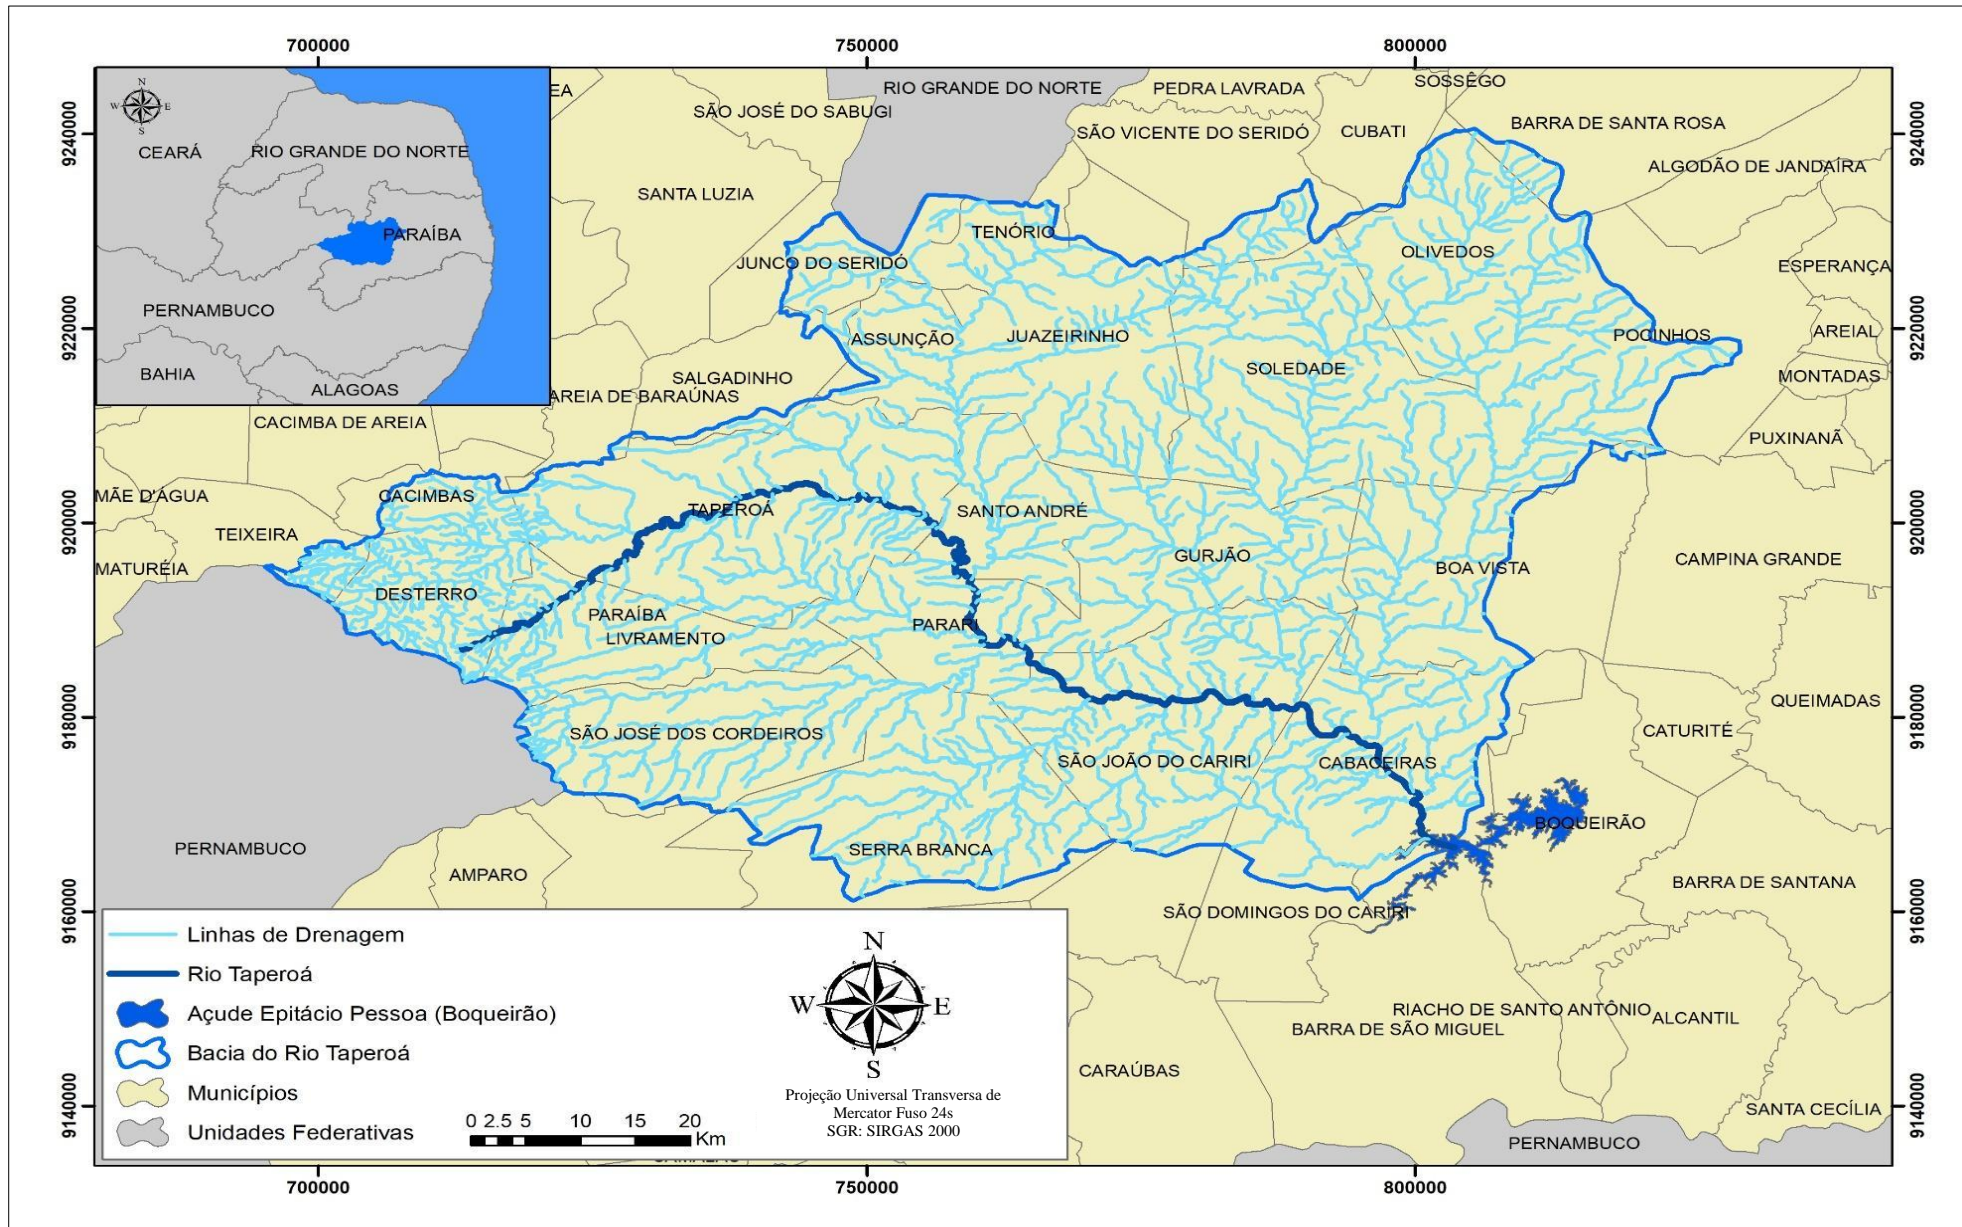 700000
750000
800000
N
W
E
S
CEARÁ
RIO GRANDE DO NORTE
PARAÍBA
PERNAMBUCO
BAHIA
ALAGOAS
EA
SÃO JOSÉ DO SABUGI
RIO GRANDE DO NORTE
PEDRA LAVRADA
SOSSÊGO
SÃO VICENTE DO SERIDÓ
CUBATI
BARRA DE SANTA ROSA
ALGODÃO DE JANDAÍRA
SANTA LUZIA
TENÓRIO
OLIVEDOS
JUNCO DO SERIDÓ
ESPERANÇA
ASSUNÇÃO
JUAZEIRINHO
POCINHOS
AREIAL
SOLEDADE
SALGADINHO
MONTADAS
AREIA DE BARAÚNAS
CACIMBA DE AREIA
PUXINANÃ
MÃE D'ÁGUA
CACIMBAS
TAPEROÁ
SANTO ANDRÉ
TEIXEIRA
GURJÃO
BOA VISTA
CAMPINA GRANDE
MATURÉIA
DESTERRO
PARAÍBA
PARARI
LIVRAMENTO
QUEIMADAS
SÃO JOSÉ DOS CORDEIROS
CATURITÉ
SÃO JOÃO DO CARIRI
CABACEIRAS
BOQUEIRÃO
PERNAMBUCO
SERRA BRANCA
AMPARO
BARRA DE SANTANA
SÃO DOMINGOS DO CARIRI
RIACHO DE SANTO ANTÔNIO
ALCANTIL
BARRA DE SÃO MIGUEL
CARAÚBAS
SANTA CECÍLIA
PERNAMBUCO
9240000
9220000
9200000
9180000
9160000
9140000
9240000
9220000
9200000
9180000
9160000
9140000
Linhas de Drenagem
Rio Taperoá
Açude Epitácio Pessoa (Boqueirão)
Bacia do Rio Taperoá
Municípios
Unidades Federativas
0 2.5 5 10 15 20
Km
N
W
E
S
Projeção Universal Transversa de
Mercator Fuso 24s
SGR: SIRGAS 2000
700000
750000
800000